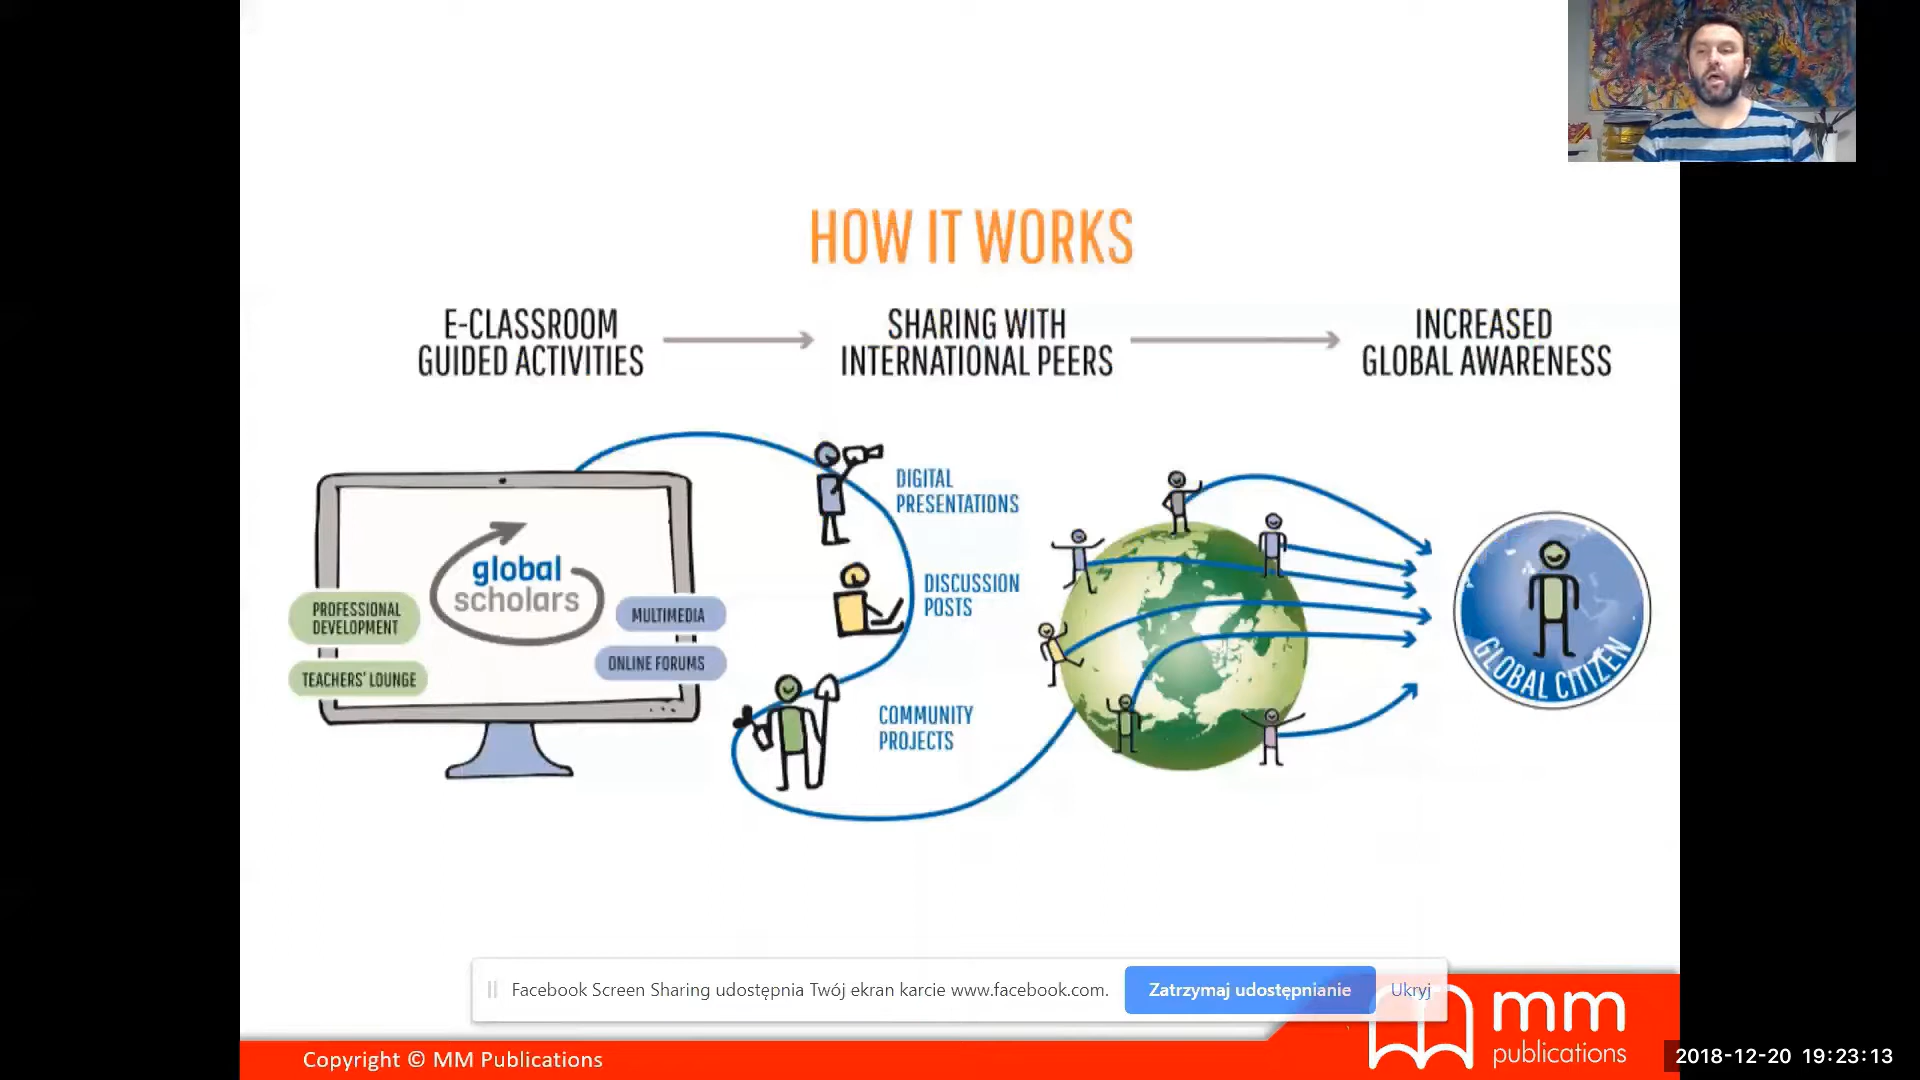 HOW IT WORKS
E-CLASSROOM
GUIDED ACTIVITIES
SHARING WITH
INTERNATIONAL PEERS
INCREASED
GLOBAL AWARENESS
global
scholars
PROFESSIONAL
DEVELOPMENT
TEACHERS' LOUNGE
MULTIMEDIA
ONLINE FORUMS
DIGITAL
PRESENTATIONS
DISCUSSION
POSTS
COMMUNITY
PROJECTS
GLOBAL CITIZEN
Facebook Screen Sharing udostępnia Twój ekran karcie www.facebook.com.
Zatrzymaj udostępnianie
Ukryj
mm
publications
Copyright © MM Publications
2018-12-20 19:23:13